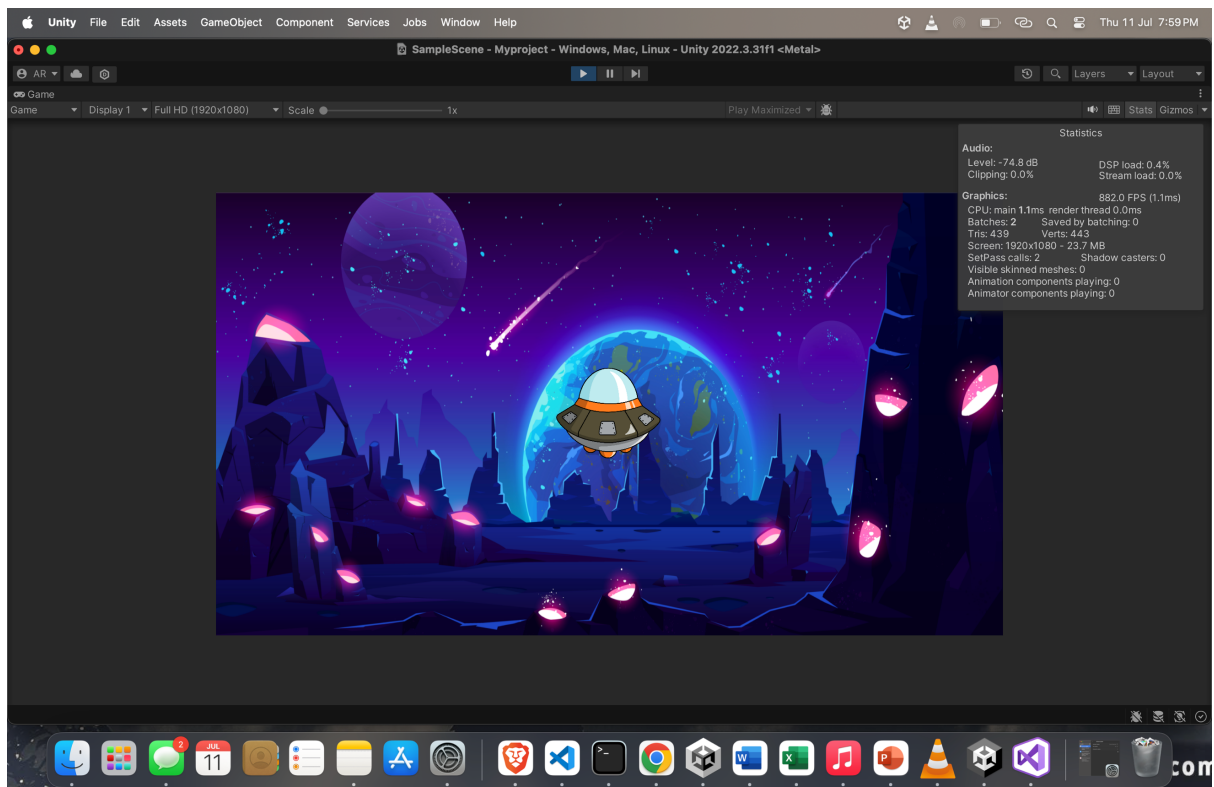 Unity File Edit Assets GameObject Component Services Jobs Window Help Thu 11 Jul 7:59 PM
SampleScene - Myproject - Windows, Mac, Linux - Unity 2022.3.31f1 <Metal>
AR Layers Layout
Game
Game Display 1 Full HD (1920x1080) Scale 1x Play Maximized Stats Gizmos
Statistics
Audio:
Level: -74.8 dB DSP load: 0.4%
Clipping: 0.0% Stream load: 0.0%
Graphics: 882.0 FPS (1.1ms)
CPU: main 1.1ms render thread 0.0ms
Batches: 2 Saved by batching: 0
Tris: 439 Verts: 443
Screen: 1920x1080 - 23.7 MB
SetPass calls: 2 Shadow casters: 0
Visible skinned meshes: 0
Animation components playing: 0
Animator components playing: 0
2
JUL
11
W
X
P
com